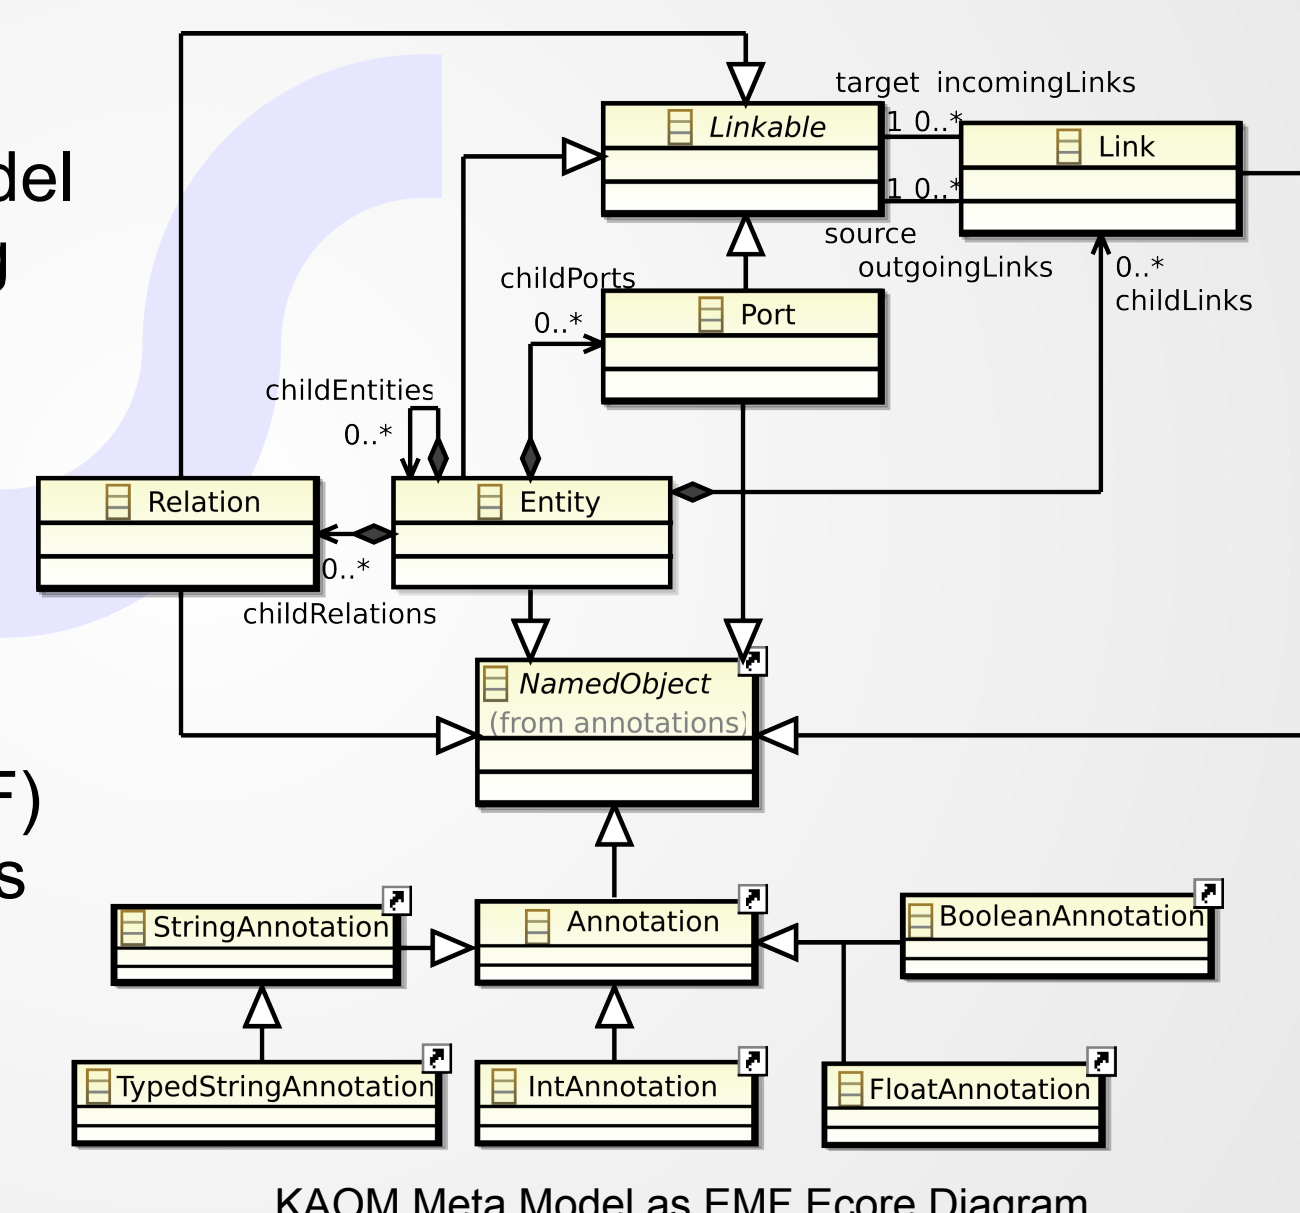 target incomingLinks
Linkable
1 0..*
Link
del
1 0..*
source
g
outgoingLinks
0..*
childPorts
childLinks
Port
0..*
childEntities
0..*
Relation
Entity
0..*
childRelations
NamedObject
(from annotations)
F)
s
StringAnnotation
Annotation
BooleanAnnotation
TypedStringAnnotation
IntAnnotation
FloatAnnotation
KAOM Meta Model as EMF Ecore Diagram